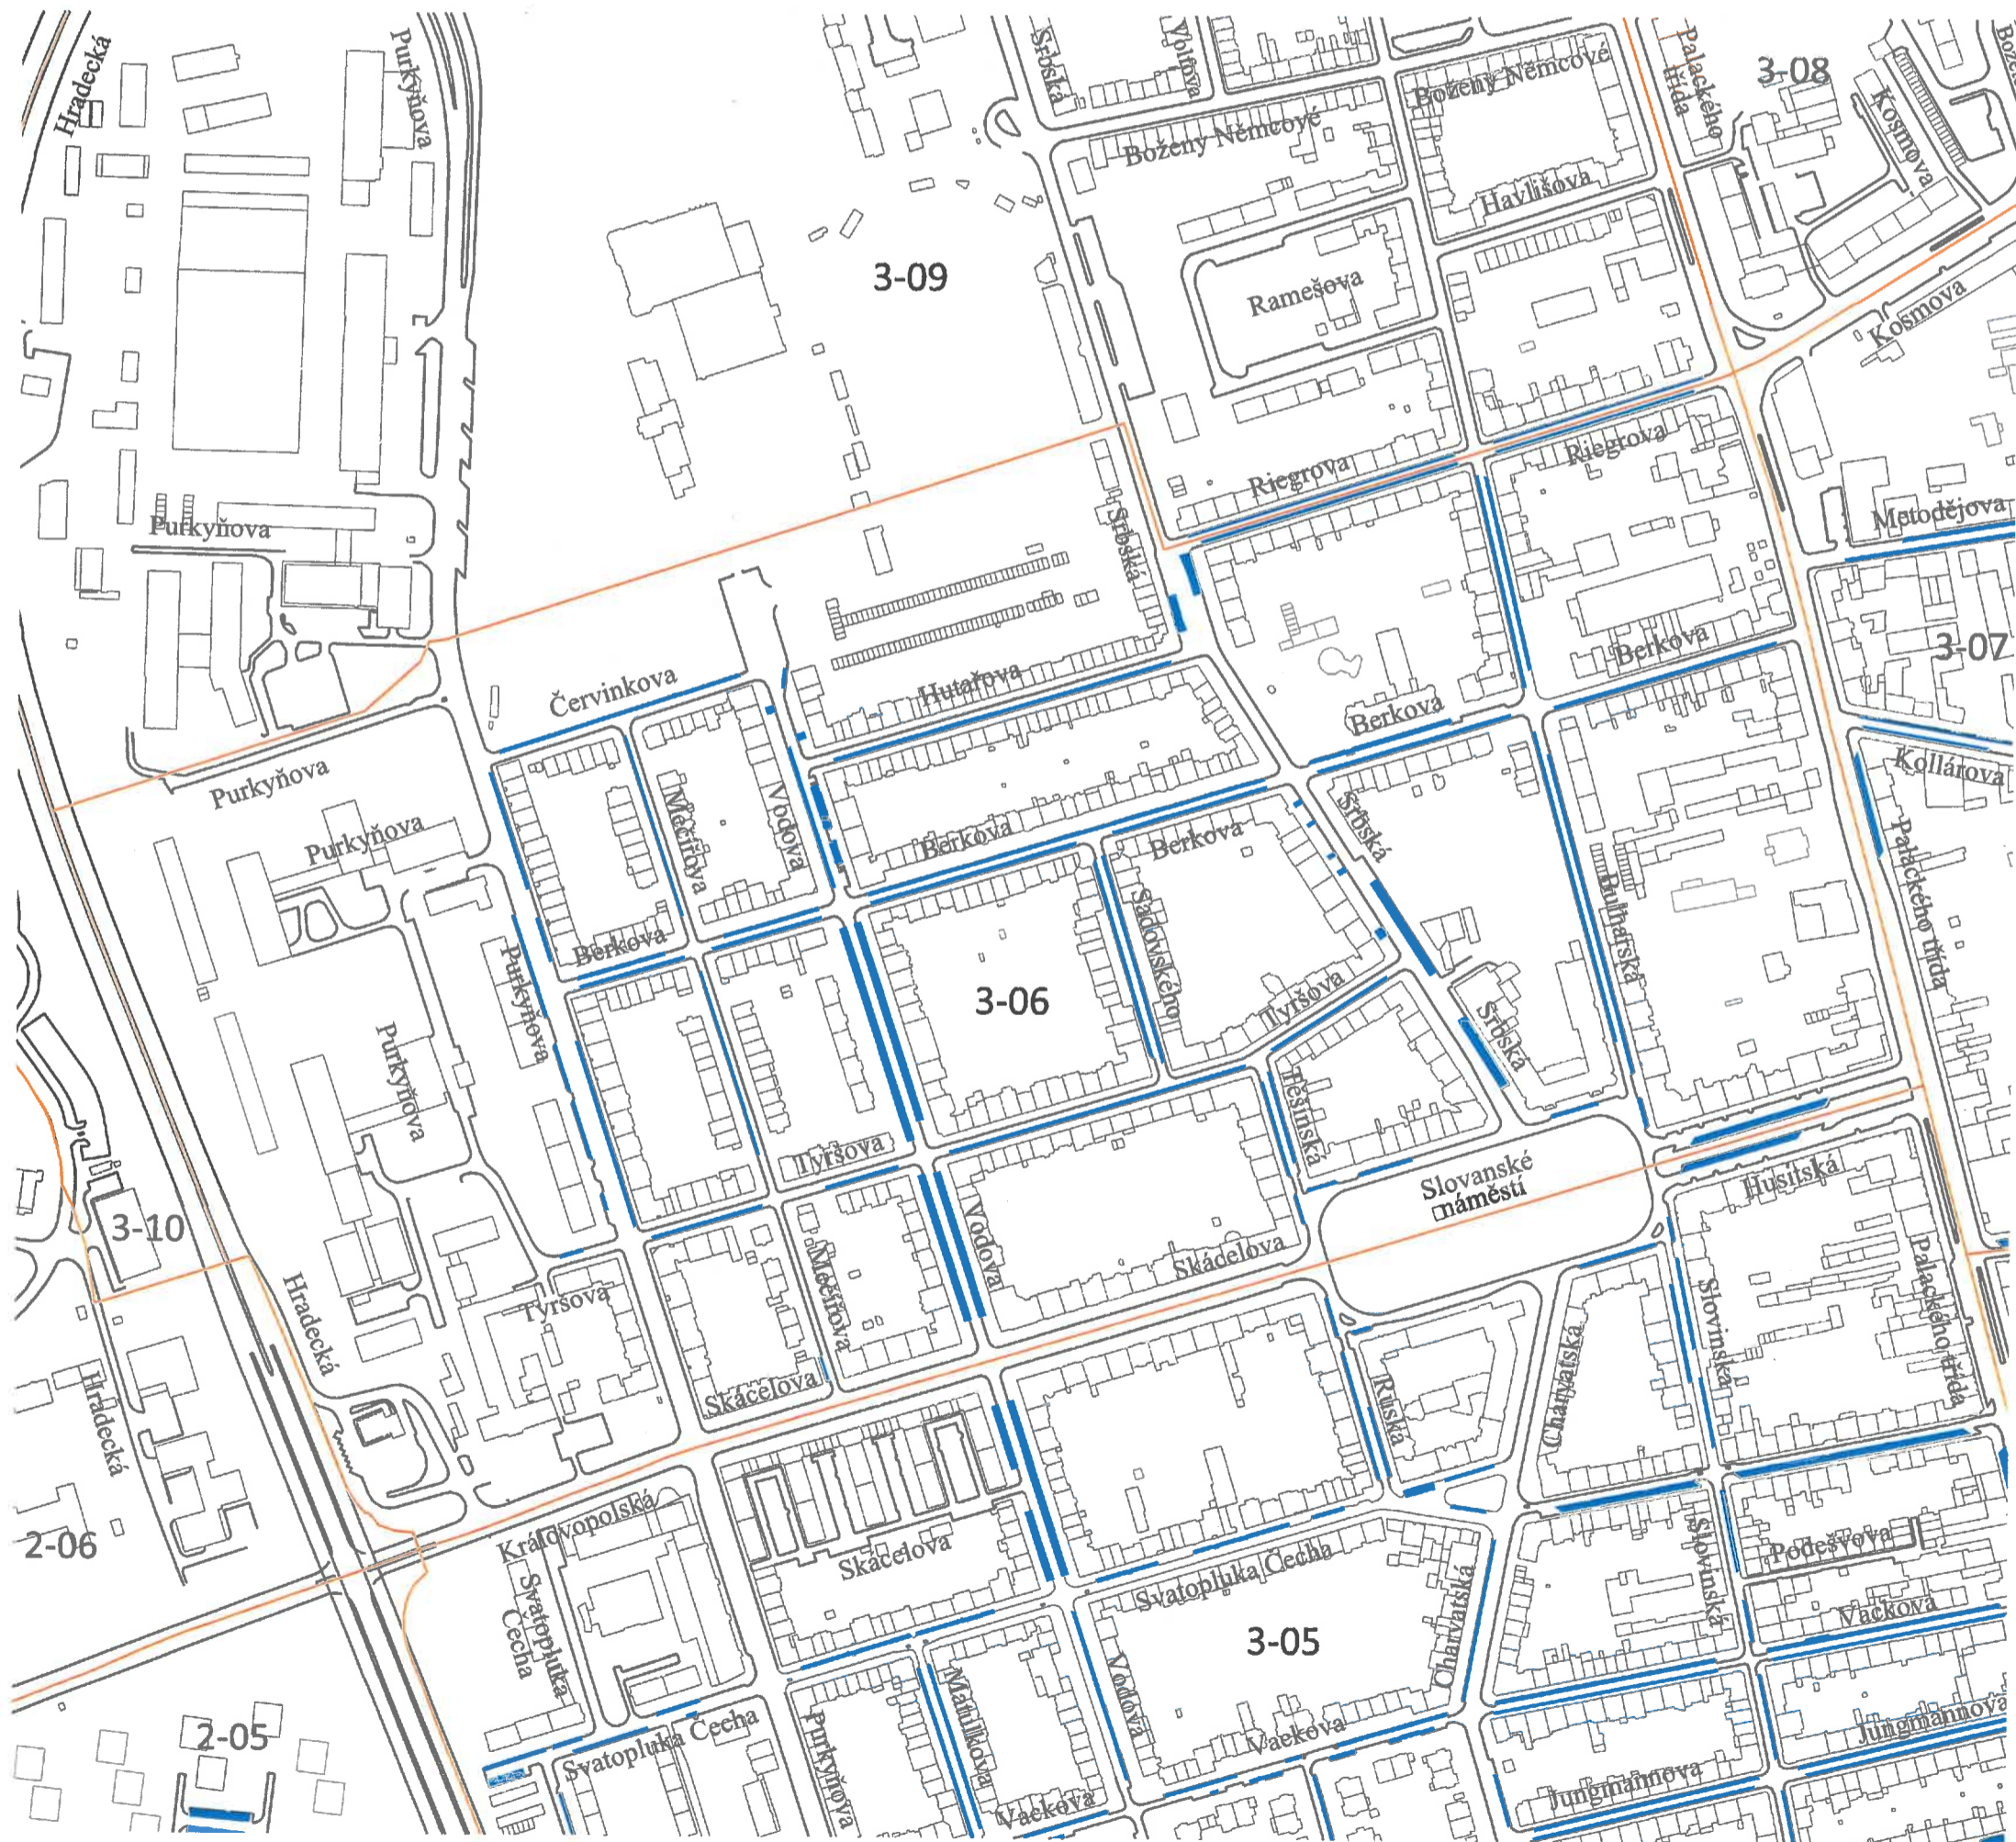 Hradecká
Purkyňova
Srbská
Volfova
Boženy Němcové
Palackého
třída
3-08
Kosmova
Boženy Němcové
Havlišova
3-09
Ramešova
Kosmova
Riegrova
Riegrova
Purkyňova
Srbská
Metodějova
Berkova
3-07
Hutařova
Červinkova
Berkova
Purkyňova
Kollárova
Purkyňova
Mečířova
Vodova
Berkova
Berkova
Srbská
Palackého třída
Bulharská
Sadovského
Berkova
Purkyňova
3-06
Tyršova
Srbská
Purkyňova
Těšínská
Tyršova
Slovanské
náměstí
Husitská
3-10
Vodova
Skácelova
Palackého třída
Hradecká
Tyršova
Mečířova
Slovinská
Charvatská
Ruská
Skácelova
Hradecká
2-06
Královopolská
Skácelova
Svatopluka Čecha
Slovinská
Podešvova
Svatopluka
Čecha
Charvatská
Vackova
3-05
Vodova
Matulkova
Purkyňova
2-05
Svatopluka Čecha
Vackova
Jungmannova
Jungmannova
Vackova